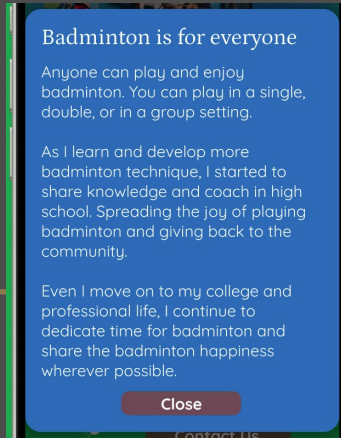 Badminton is for everyone
Anyone can play and enjoy
badminton. You can play in a single,
double, or in a group setting.
As I learn and develop more
badminton technique, I started to
share knowledge and coach in high
school. Spreading the joy of playing
badminton and giving back to the
community.
Even I move on to my college and
professional life, I continue to
dedicate time for badminton and
share the badminton happiness
wherever possible.
Close
Contact Us